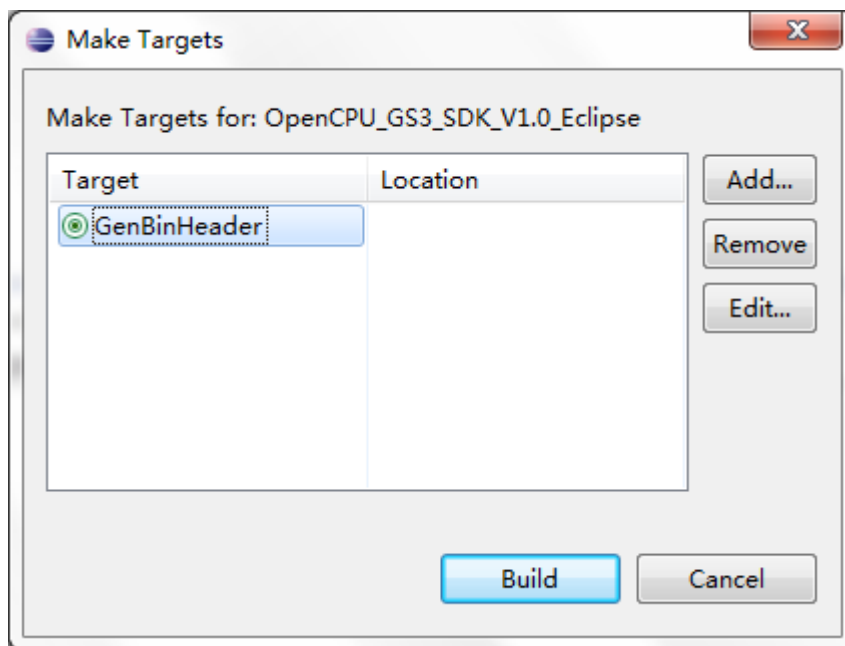 Make Targets
Make Targets for: OpenCPU_GS3_SDK_V1.0_Eclipse
Target Location
Add...
GenBinHeader
Remove
Edit...
Build Cancel